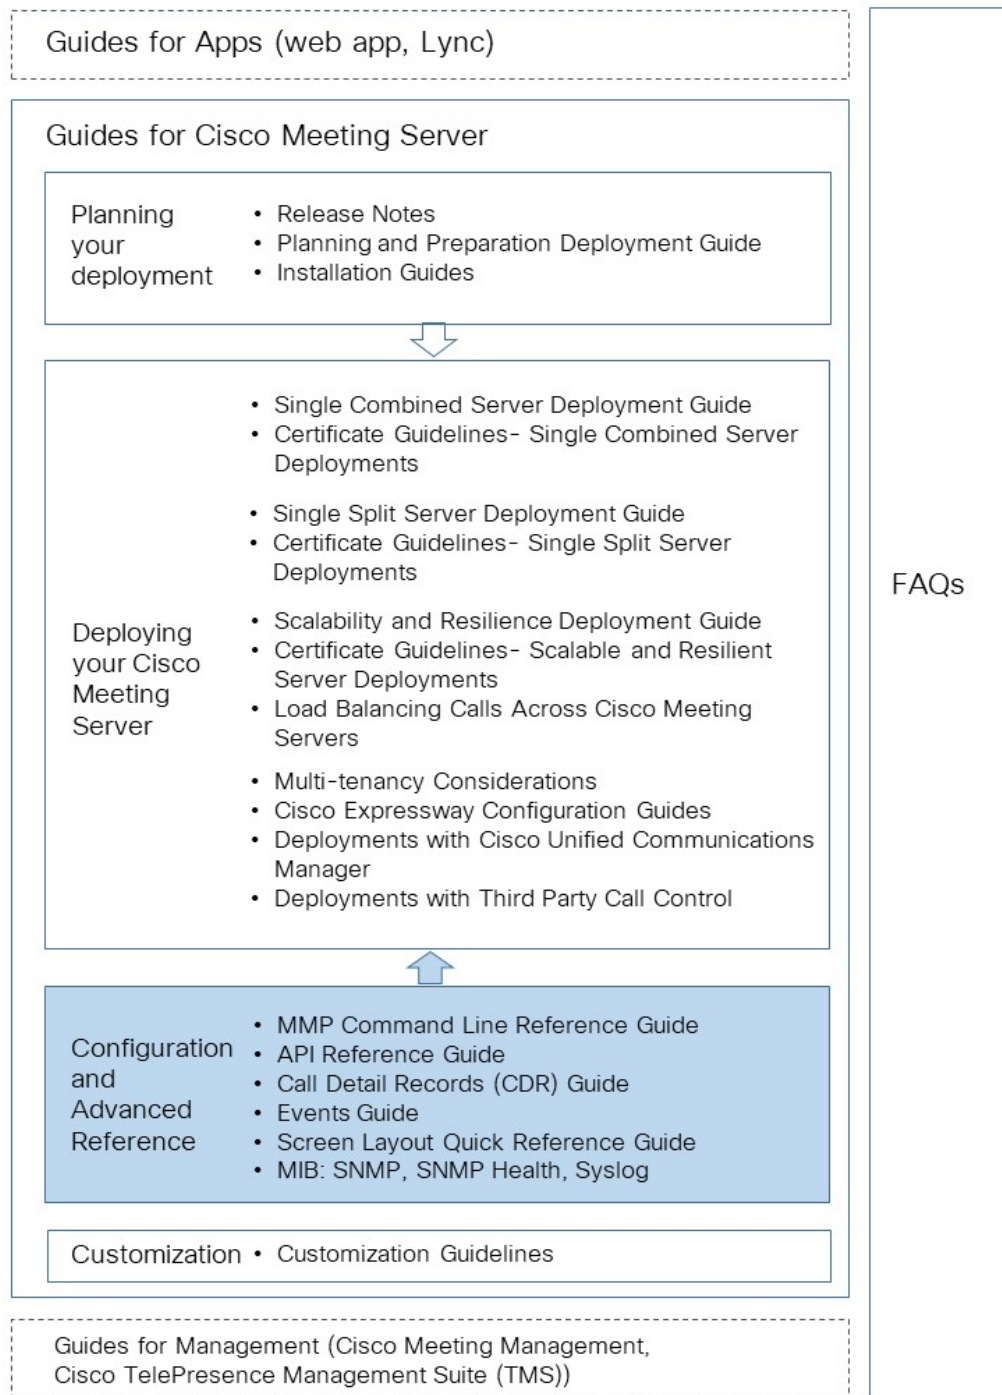 Guides for Apps (web app, Lync)
Guides for Cisco Meeting Server
Planning
your
deployment
• Release Notes
• Planning and Preparation Deployment Guide
• Installation Guides
Deploying
your Cisco
Meeting
Server
• Single Combined Server Deployment Guide
• Certificate Guidelines- Single Combined Server
Deployments
• Single Split Server Deployment Guide
• Certificate Guidelines- Single Split Server
Deployments
• Scalability and Resilience Deployment Guide
• Certificate Guidelines- Scalable and Resilient
Server Deployments
• Load Balancing Calls Across Cisco Meeting
Servers
• Multi-tenancy Considerations
• Cisco Expressway Configuration Guides
• Deployments with Cisco Unified Communications
Manager
• Deployments with Third Party Call Control
Configuration
and
Advanced
Reference
• MMP Command Line Reference Guide
• API Reference Guide
• Call Detail Records (CDR) Guide
• Events Guide
• Screen Layout Quick Reference Guide
• MIB: SNMP, SNMP Health, Syslog
Customization • Customization Guidelines
Guides for Management (Cisco Meeting Management,
Cisco TelePresence Management Suite (TMS))
FAQs